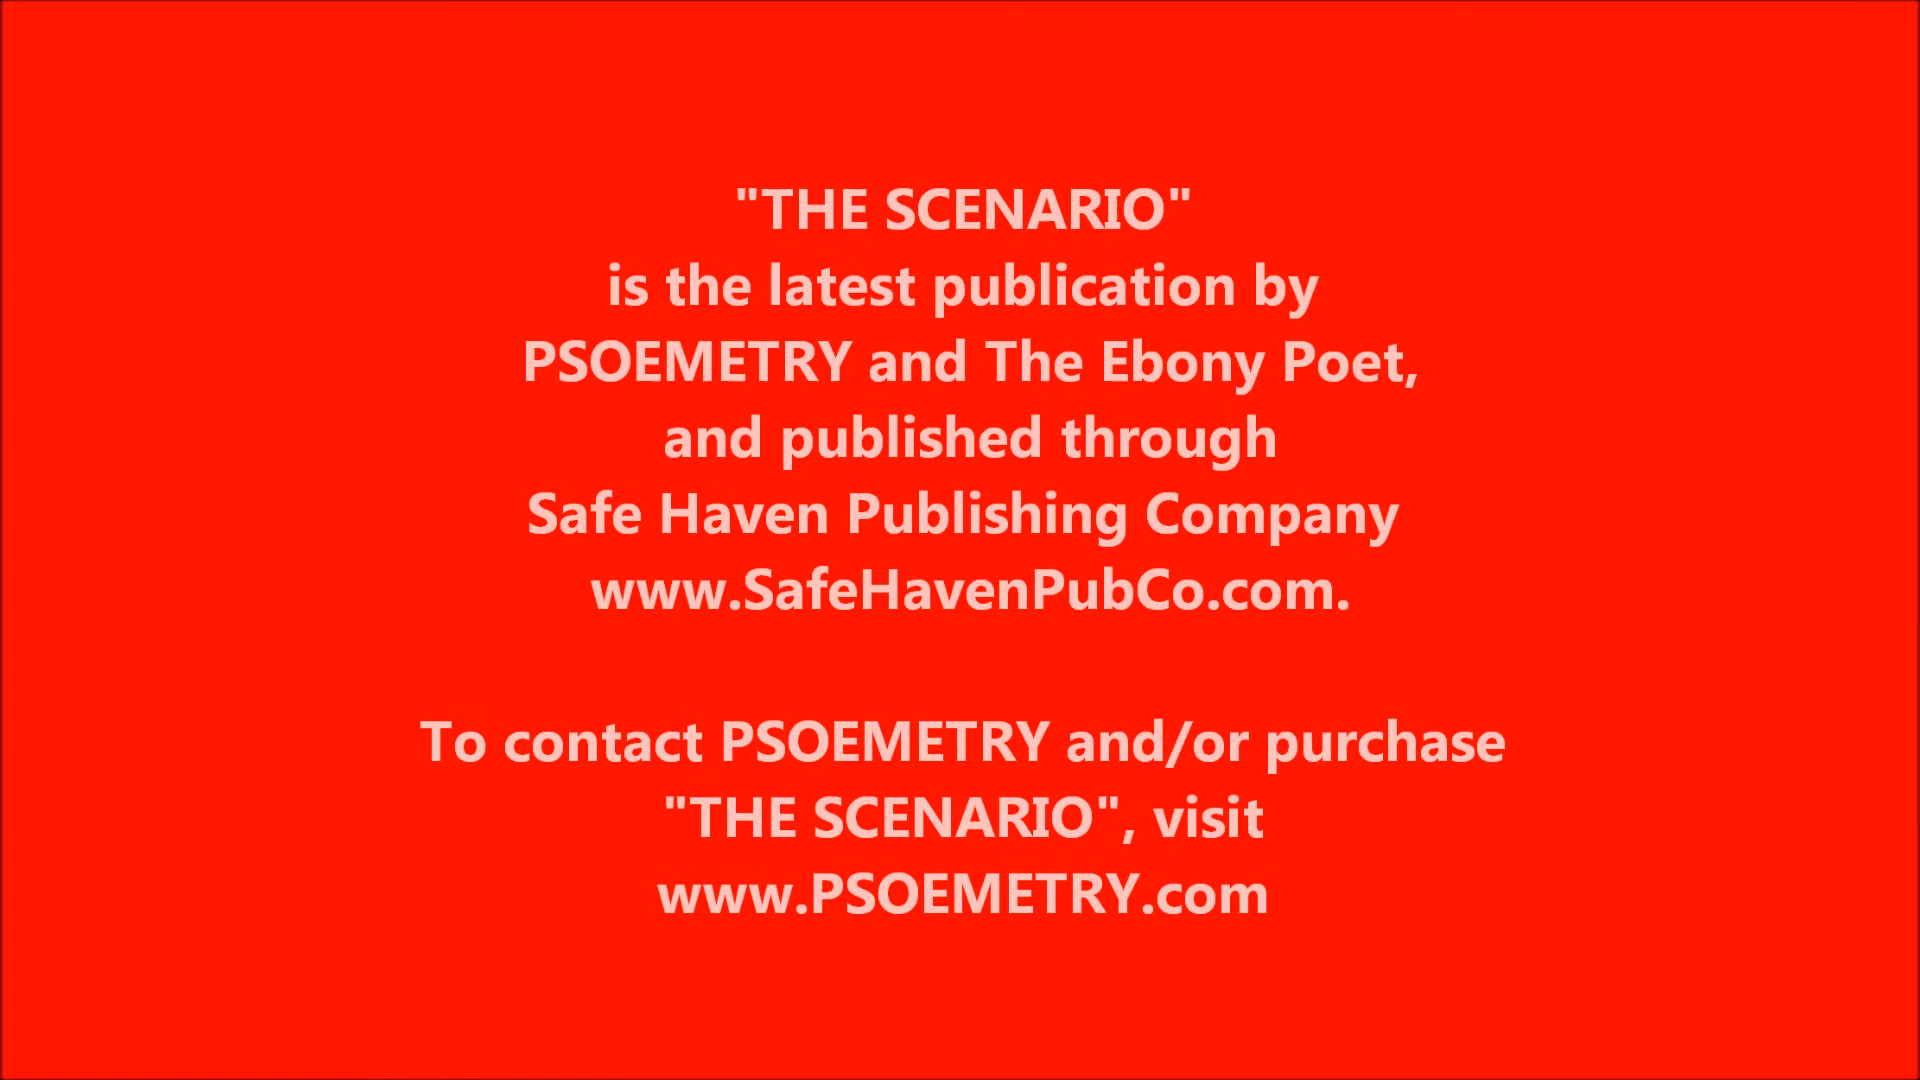 "THE SCENARIO"
is the latest publication by
PSOEMETRY and The Ebony Poet,
and published through
Safe Haven Publishing Company
www.SafeHavenPubCo.com.
To contact PSOEMETRY and/or purchase
"THE SCENARIO", visit
www.PSOEMETRY.com